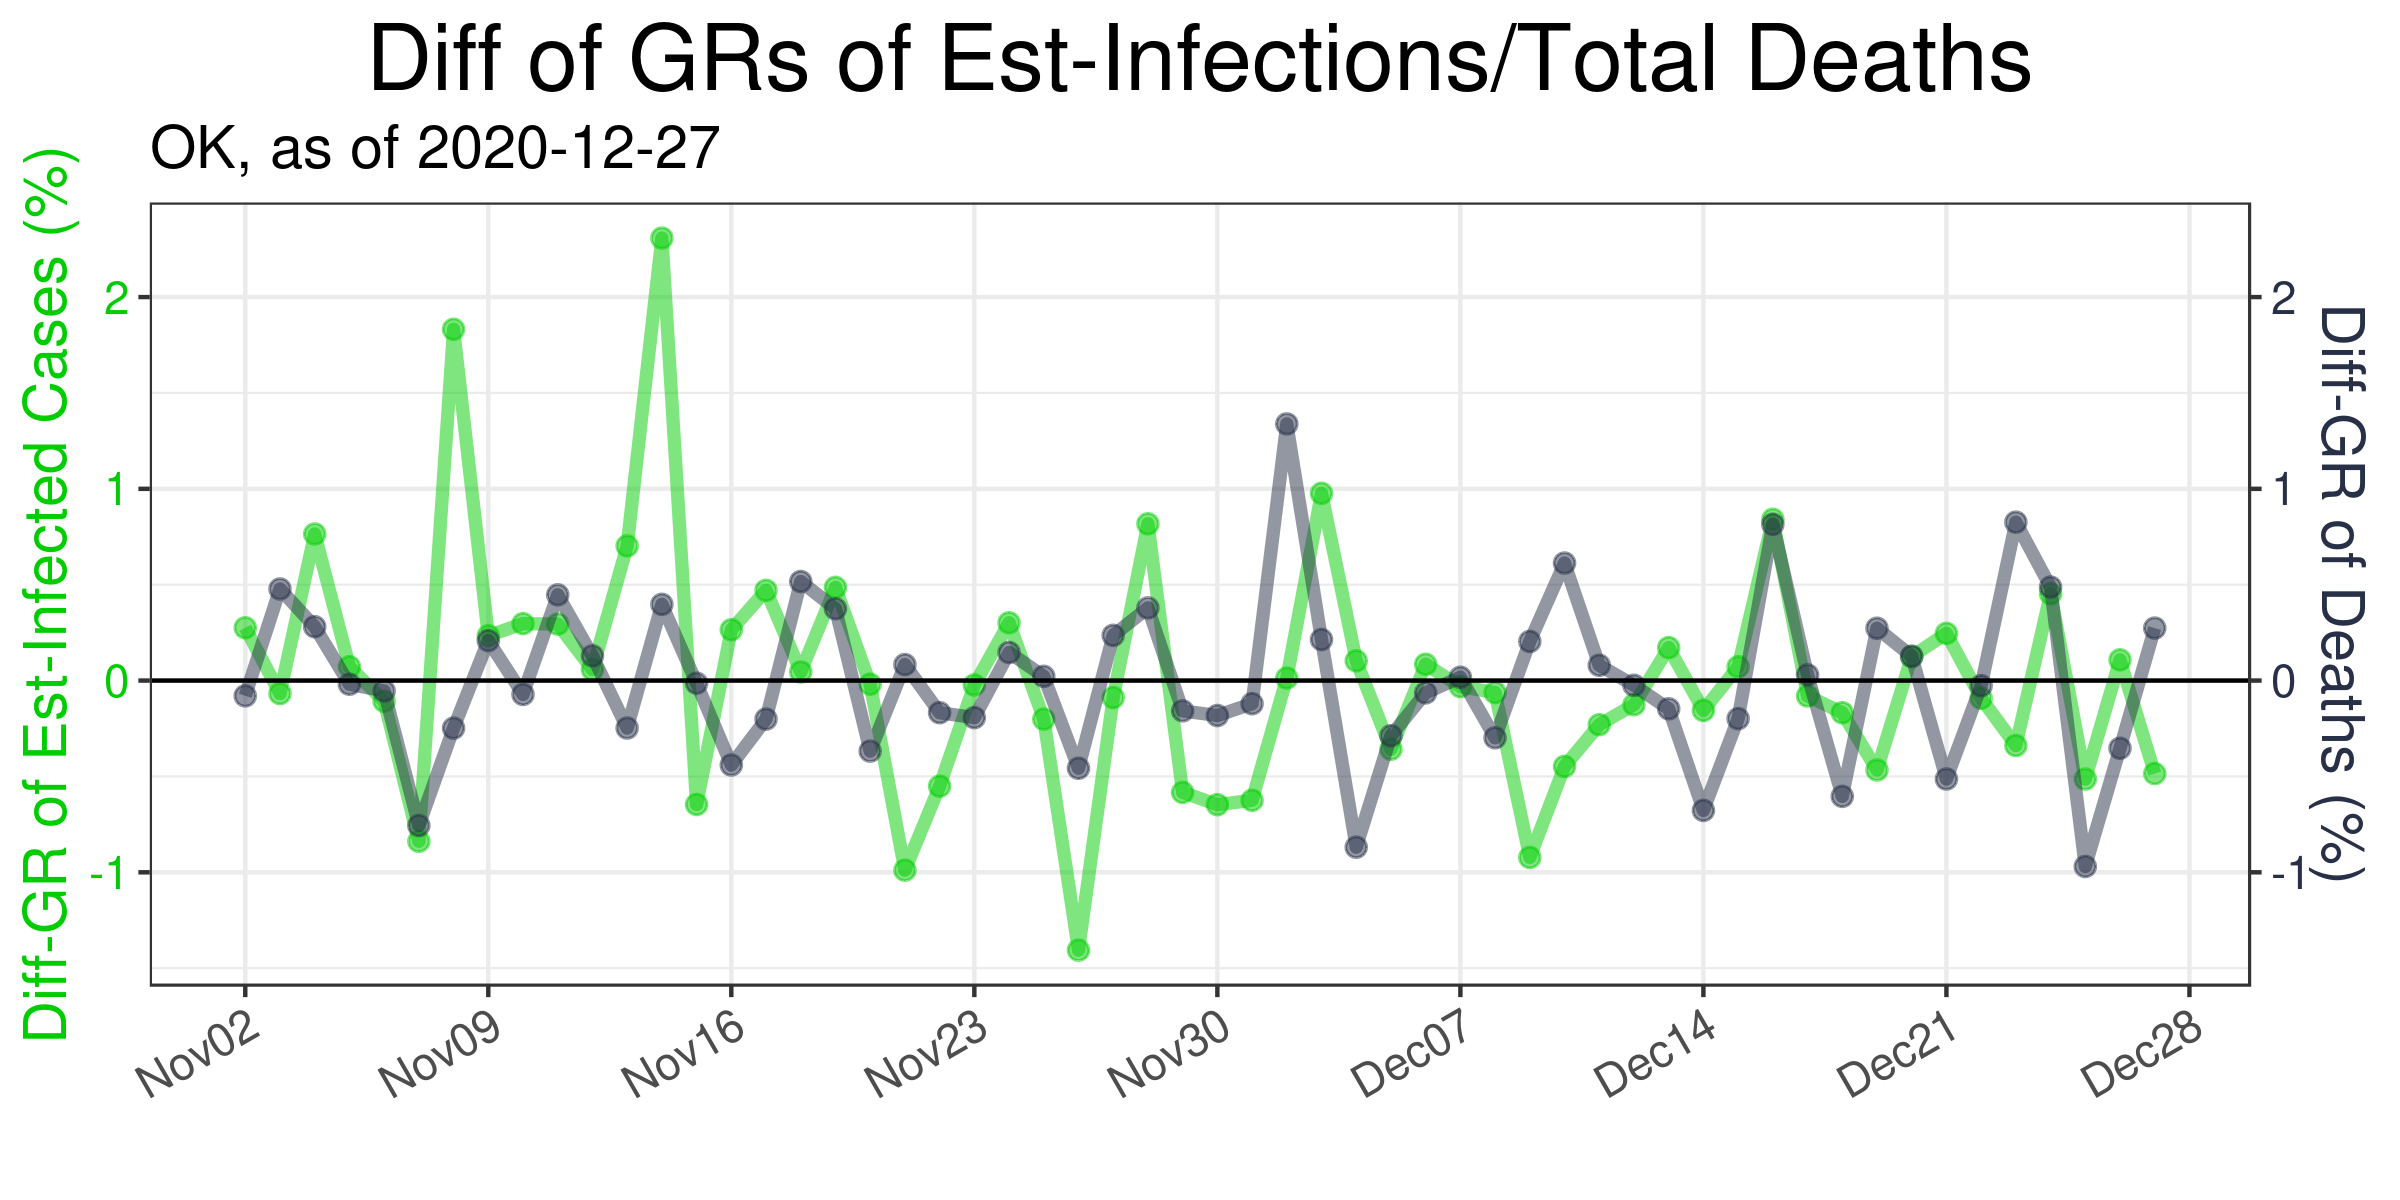 Diff of GRs of Est-Infections/Total Deaths
OK, as of 2020-12-27
Diff-GR of Est-Infected Cases (%)
2
1
0
-1
2
1
0
-1
Diff-GR of Deaths (%)
Nov02 Nov09 Nov16 Nov23 Nov30 Dec07 Dec14 Dec21 Dec28